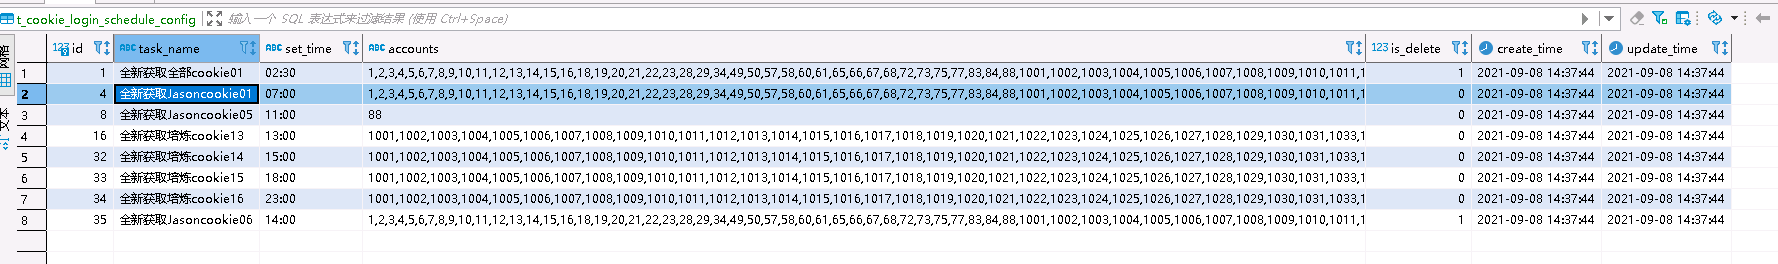 t_cookie_login_schedule_config 输入一个 SQL 表达式来过滤结果 (使用 Ctrl+Space)
网格
文本
123 id ABC task_name ABC set_time ABC accounts 123 is_delete create_time update_time
1 1 全新获取全部cookie01 02:30 1,2,3,4,5,6,7,8,9,10,11,12,13,14,15,16,18,19,20,21,22,23,28,29,34,49,50,57,58,60,61,65,66,67,68,72,73,75,77,83,84,88,1001,1002,1003,1004,1005,1006,1007,1008,1009,1010,1011,1 1 2021-09-08 14:37:44 2021-09-08 14:37:44
2 4 全新获取Jasoncookie01 07:00 1,2,3,4,5,6,7,8,9,10,11,12,13,14,15,16,18,19,20,21,22,23,28,29,34,49,50,57,58,60,61,65,66,67,68,72,73,75,77,83,84,88,1001,1002,1003,1004,1005,1006,1007,1008,1009,1010,1011,1 0 2021-09-08 14:37:44 2021-09-08 14:37:44
3 8 全新获取Jasoncookie05 11:00 88 0 2021-09-08 14:37:44 2021-09-08 14:37:44
4 16 全新获取培炼cookie13 13:00 1001,1002,1003,1004,1005,1006,1007,1008,1009,1010,1011,1012,1013,1014,1015,1016,1017,1018,1019,1020,1021,1022,1023,1024,1025,1026,1027,1028,1029,1030,1031,1033,1 0 2021-09-08 14:37:44 2021-09-08 14:37:44
5 32 全新获取培炼cookie14 15:00 1001,1002,1003,1004,1005,1006,1007,1008,1009,1010,1011,1012,1013,1014,1015,1016,1017,1018,1019,1020,1021,1022,1023,1024,1025,1026,1027,1028,1029,1030,1031,1033,1 0 2021-09-08 14:37:44 2021-09-08 14:37:44
6 33 全新获取培炼cookie15 18:00 1001,1002,1003,1004,1005,1006,1007,1008,1009,1010,1011,1012,1013,1014,1015,1016,1017,1018,1019,1020,1021,1022,1023,1024,1025,1026,1027,1028,1029,1030,1031,1033,1 0 2021-09-08 14:37:44 2021-09-08 14:37:44
7 34 全新获取培炼cookie16 23:00 1001,1002,1003,1004,1005,1006,1007,1008,1009,1010,1011,1012,1013,1014,1015,1016,1017,1018,1019,1020,1021,1022,1023,1024,1025,1026,1027,1028,1029,1030,1031,1033,1 0 2021-09-08 14:37:44 2021-09-08 14:37:44
8 35 全新获取Jasoncookie06 14:00 1,2,3,4,5,6,7,8,9,10,11,12,13,14,15,16,18,19,20,21,22,23,28,29,34,49,50,57,58,60,61,65,66,67,68,72,73,75,77,83,84,88,1001,1002,1003,1004,1005,1006,1007,1008,1009,1010,1011,1 1 2021-09-08 14:37:44 2021-09-08 14:37:44